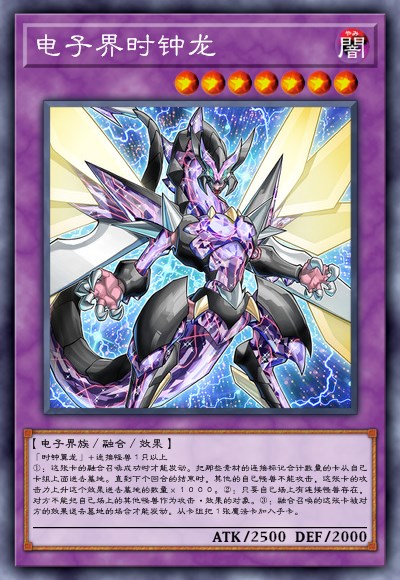 电子界时钟龙
やみ
闇
【电子界族／融合／效果】
「时钟翼龙」+连接怪兽1只以上
①：这张卡的融合召唤成功时才能发动。把那些素材的连接标记合计数量的卡从自己
卡组上面送去墓地。直到下个回合的结束时，其他的自己怪兽不能攻击，这张卡的攻
击力上升这个效果送去墓地的数量×1000。②：只要自己场上有连接怪兽存在，
对方不能把自己场上的其他怪兽作为攻击·效果的对象。③：融合召唤的这张卡被对
方的效果送去墓地的场合才能发动。从卡组把1张魔法卡加入手卡。
ATK/2500 DEF/2000